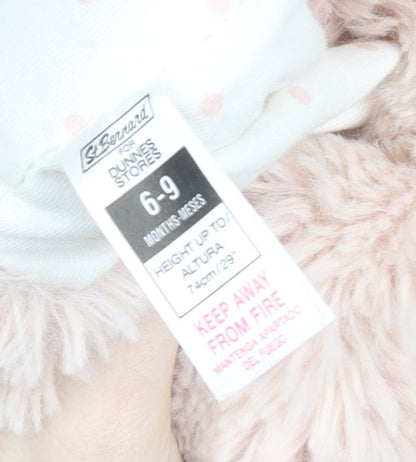 St. Bernard
FOR
DUNNES
STORES
6-9
MONTHS-MESES
HEIGHT UP TO/
ALTURA
74cm/29"
KEEP AWAY
FROM FIRE
MANTENGA APARTADO
DEL FUEGO